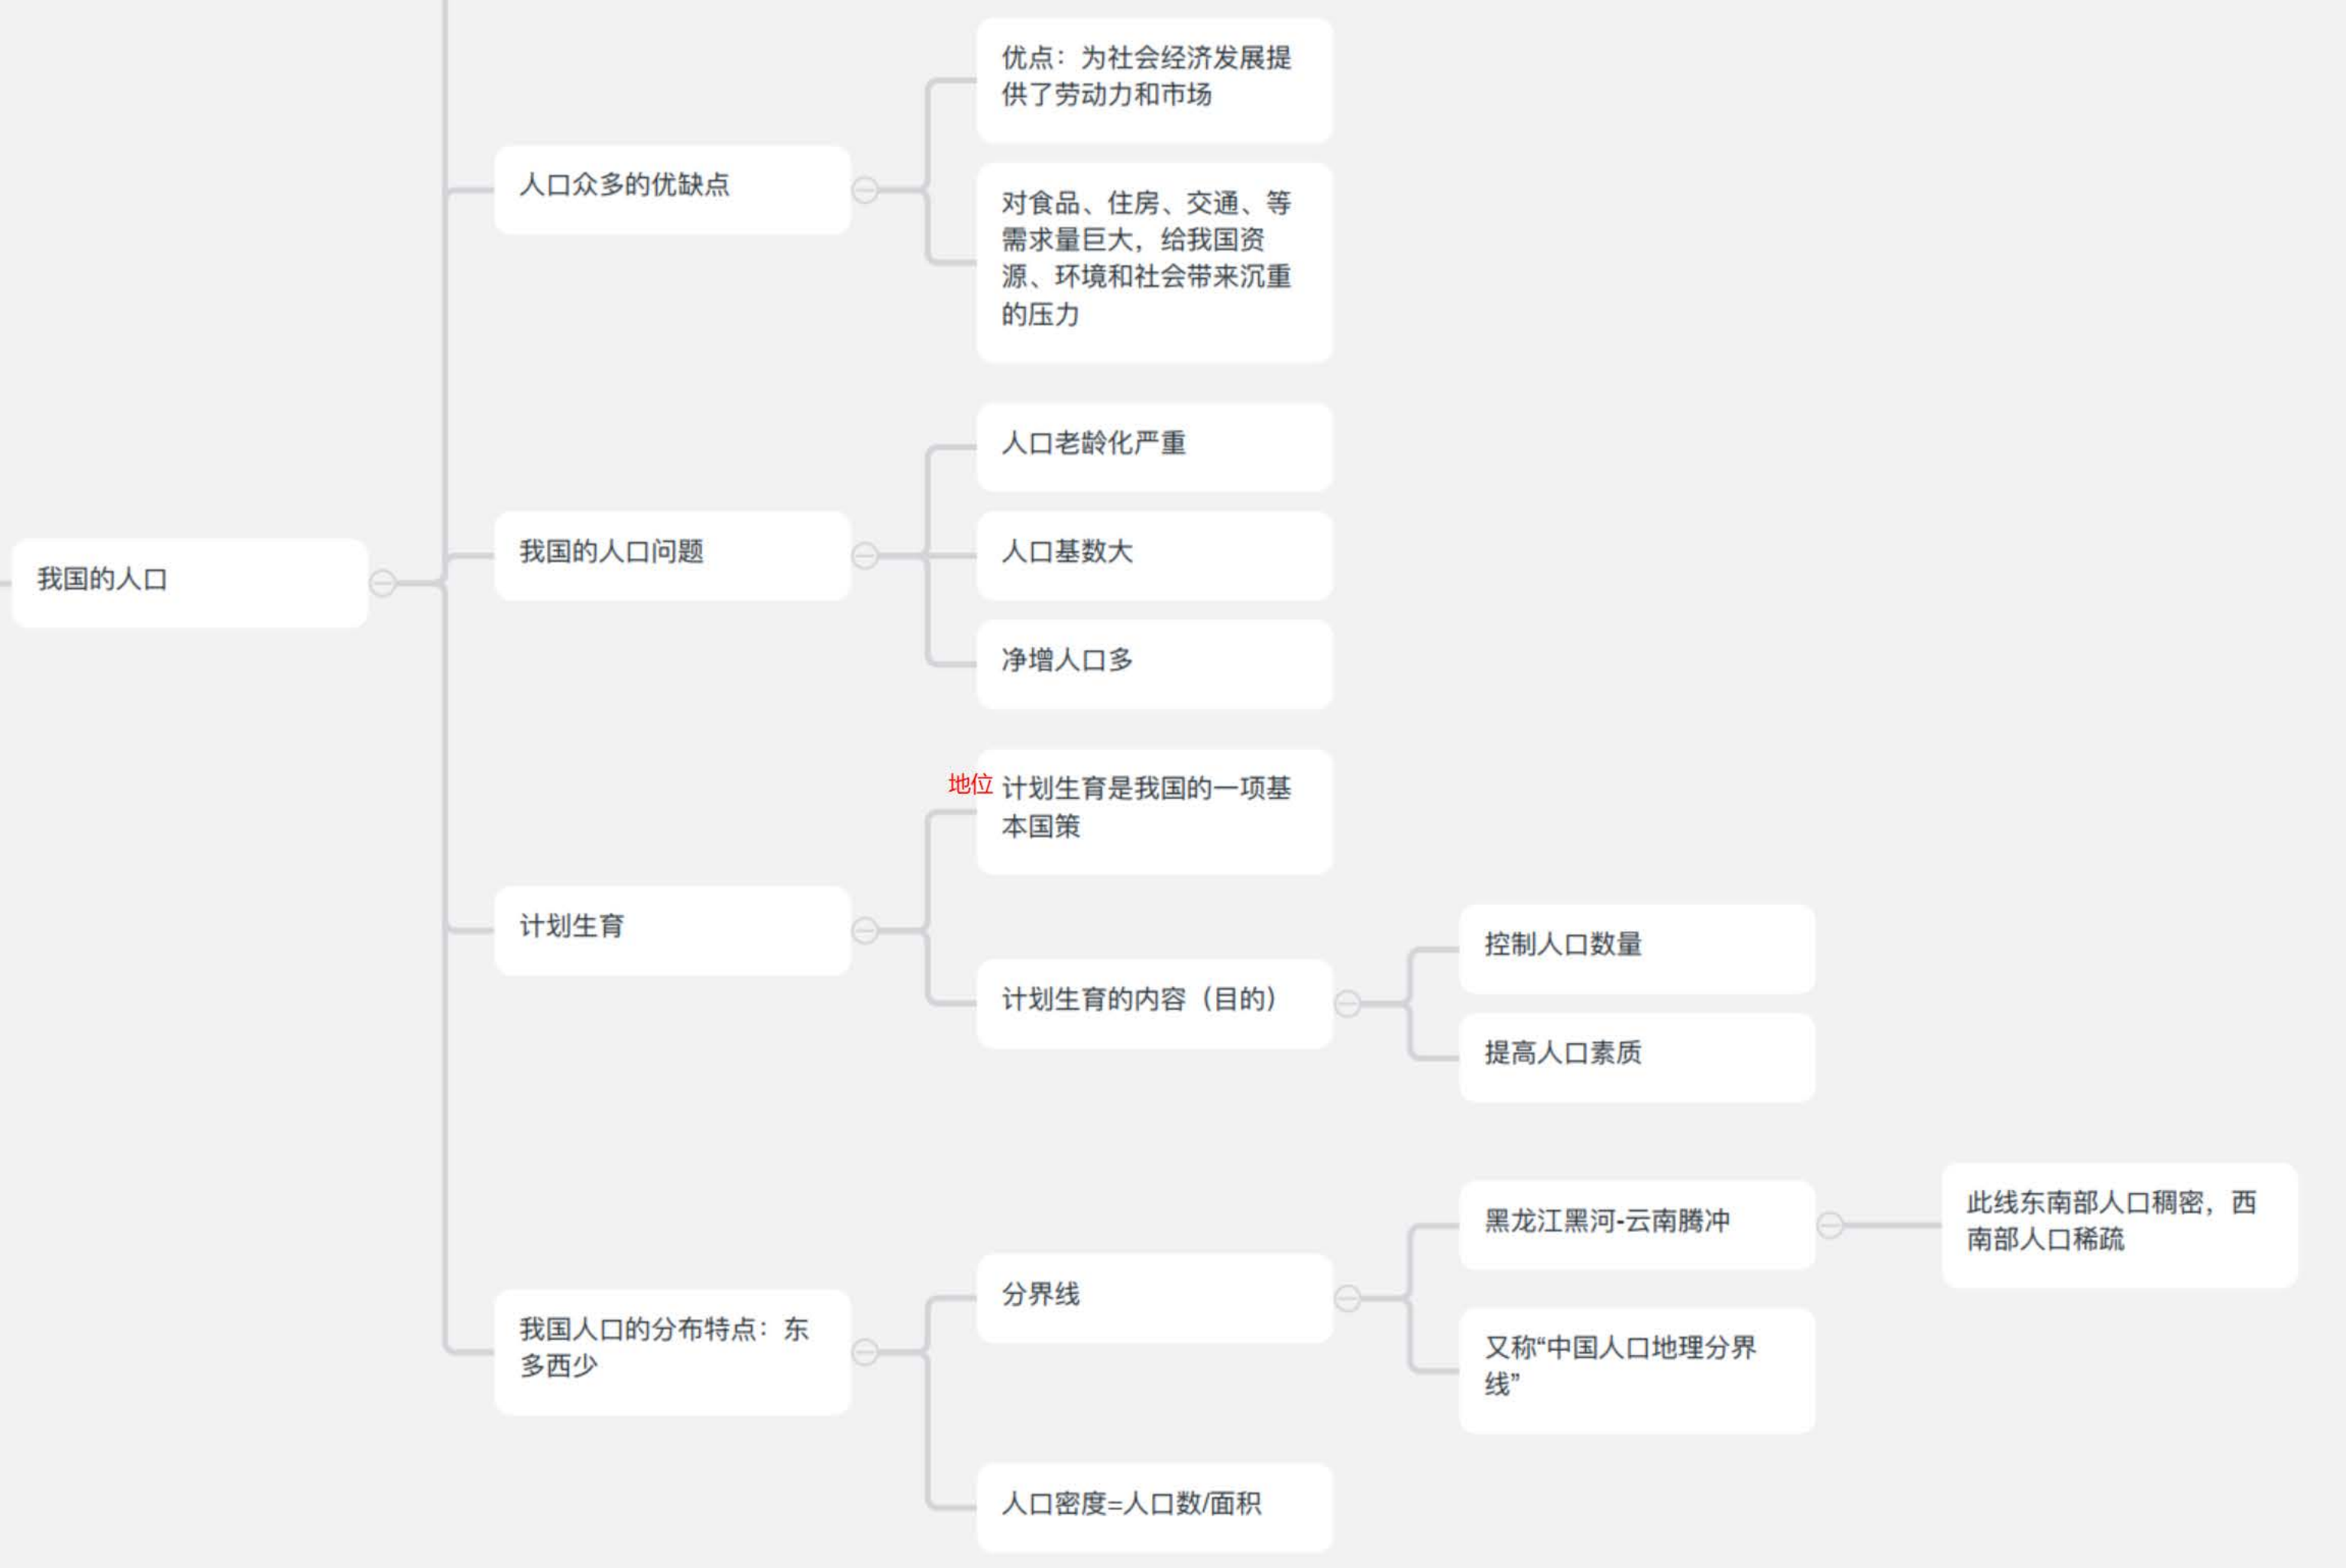 我国的人口
人口众多的优缺点
优点：为社会经济发展提
供了劳动力和市场
对食品、住房、交通、等
需求量巨大，给我国资
源、环境和社会带来沉重
的压力
我国的人口问题
人口老龄化严重
人口基数大
净增人口多
计划生育
地位
计划生育是我国的一项基
本国策
计划生育的内容（目的）
控制人口数量
提高人口素质
我国人口的分布特点：东
多西少
分界线
黑龙江黑河-云南腾冲
此线东南部人口稠密，西
南部人口稀疏
又称“中国人口地理分界
线”
人口密度=人口数/面积